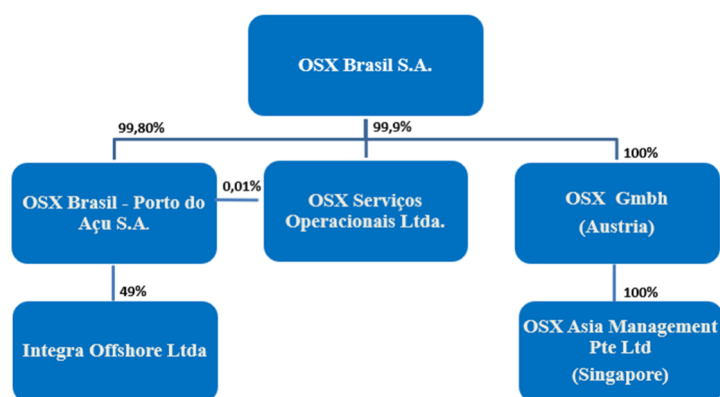 OSX Brasil S.A.
99,80%
99,9%
100%
OSX Brasil - Porto do
Açu S.A.
0,01%
OSX Serviços
Operacionais Ltda.
OSX Gmbh
(Austria)
49%
100%
Integra Offshore Ltda
OSX Asia Management
Pte Ltd
(Singapore)